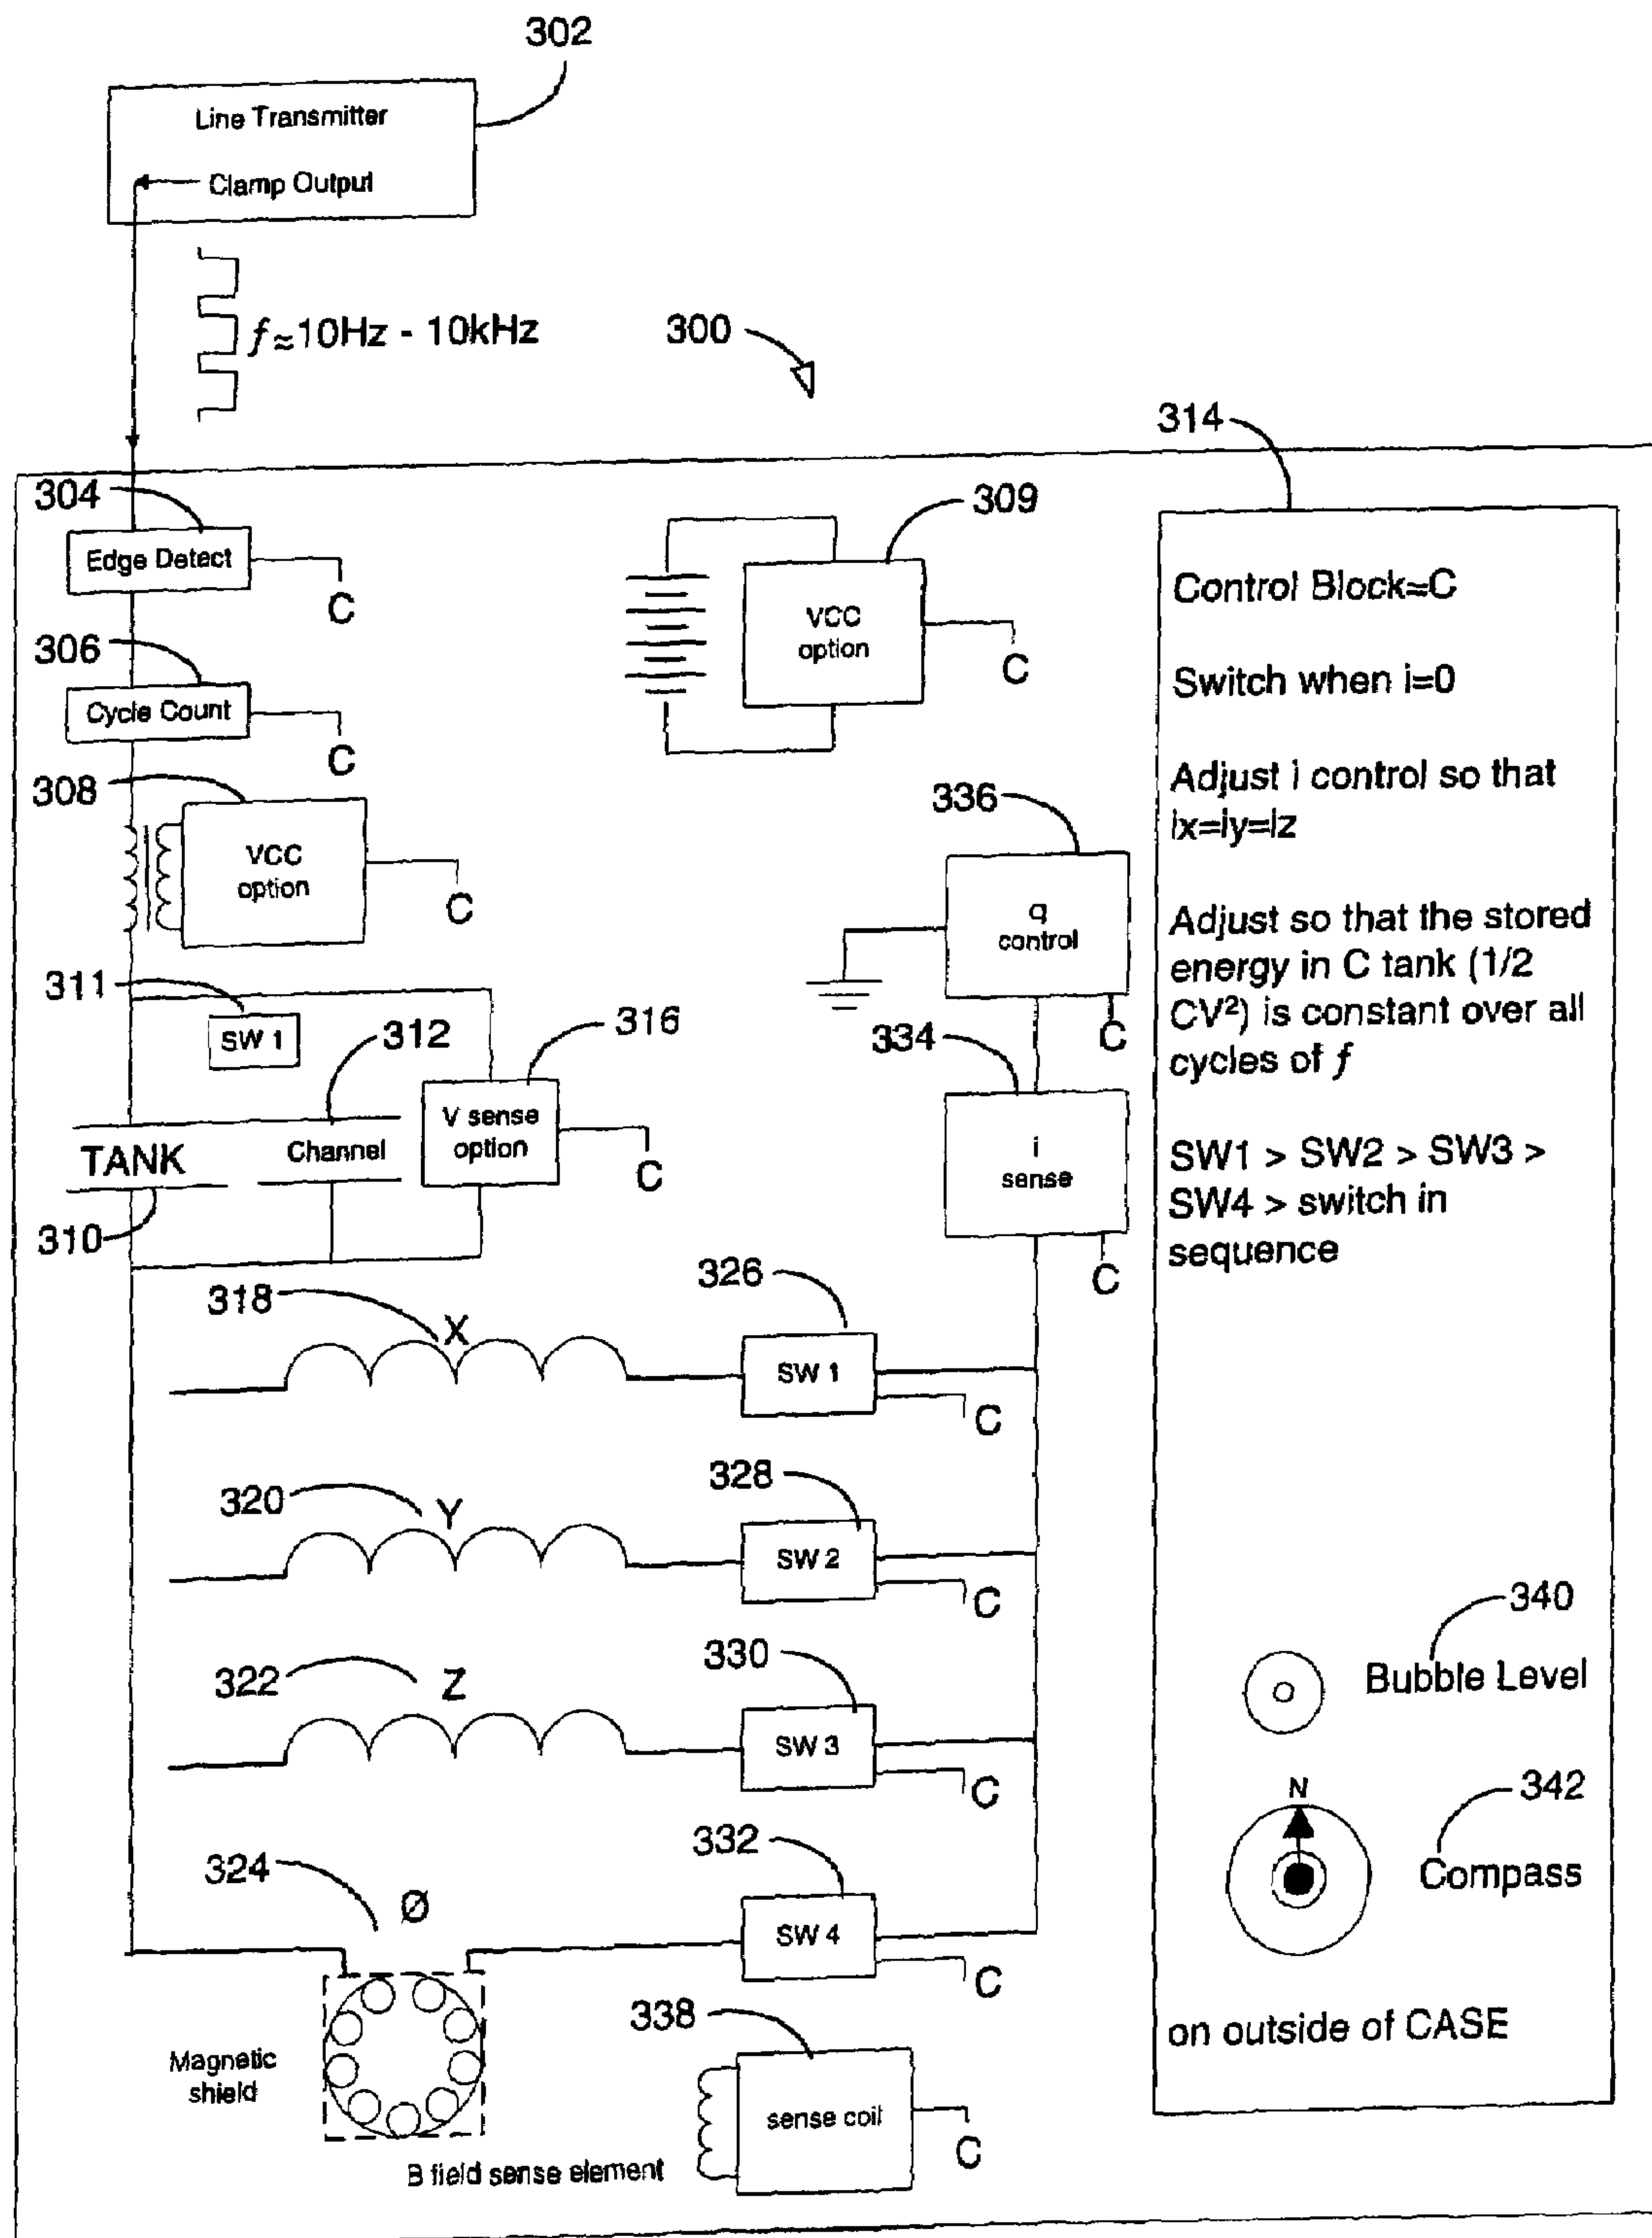 302
Line Transmitter
Clamp Output
f≈10Hz - 10kHz
300
314
304
Edge Detect
C
309
VCC
option
C
306
Cycle Count
C
308
VCC
option
C
336
q
control
C
311
SW 1
312
Channel
316
V sense
option
C
334
i
sense
C
TANK
310
318
X
326
SW 1
C
320
Y
328
SW 2
C
322
Z
330
SW 3
C
324
Ø
332
SW 4
C
Magnetic
shield
338
sense coil
C
B field sense element
Control Block=C
Switch when i=0
Adjust i control so that
ix=iy=iz
Adjust so that the stored
energy in C tank (1/2
CV²) is constant over all
cycles of f
SW1 > SW2 > SW3 >
SW4 > switch in
sequence
340
Bubble Level
N
342
Compass
on outside of CASE